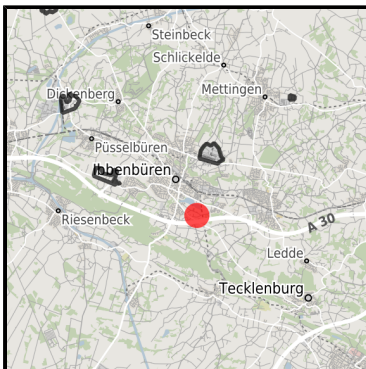 Steinbeck
Schlickelde
Dickenberg
Mettingen
Püsselbüren
Ibbenbüren
Riesenbeck
A 30
Ledde
Tecklenburg